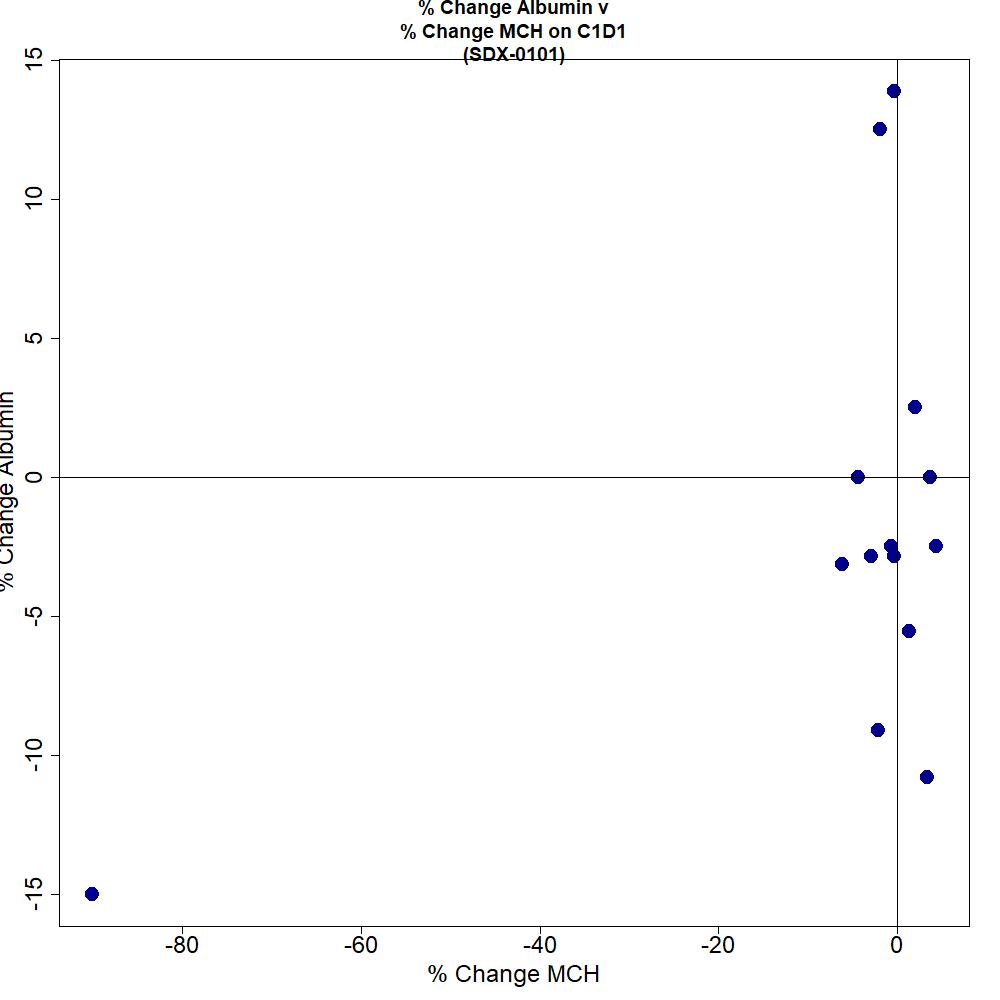 % Change Albumin v
% Change MCH on C1D1
(SDX-0101)
15
10
5
0
-5
-10
-15
% Change Albumin
-80
-60
-40
-20
0
% Change MCH